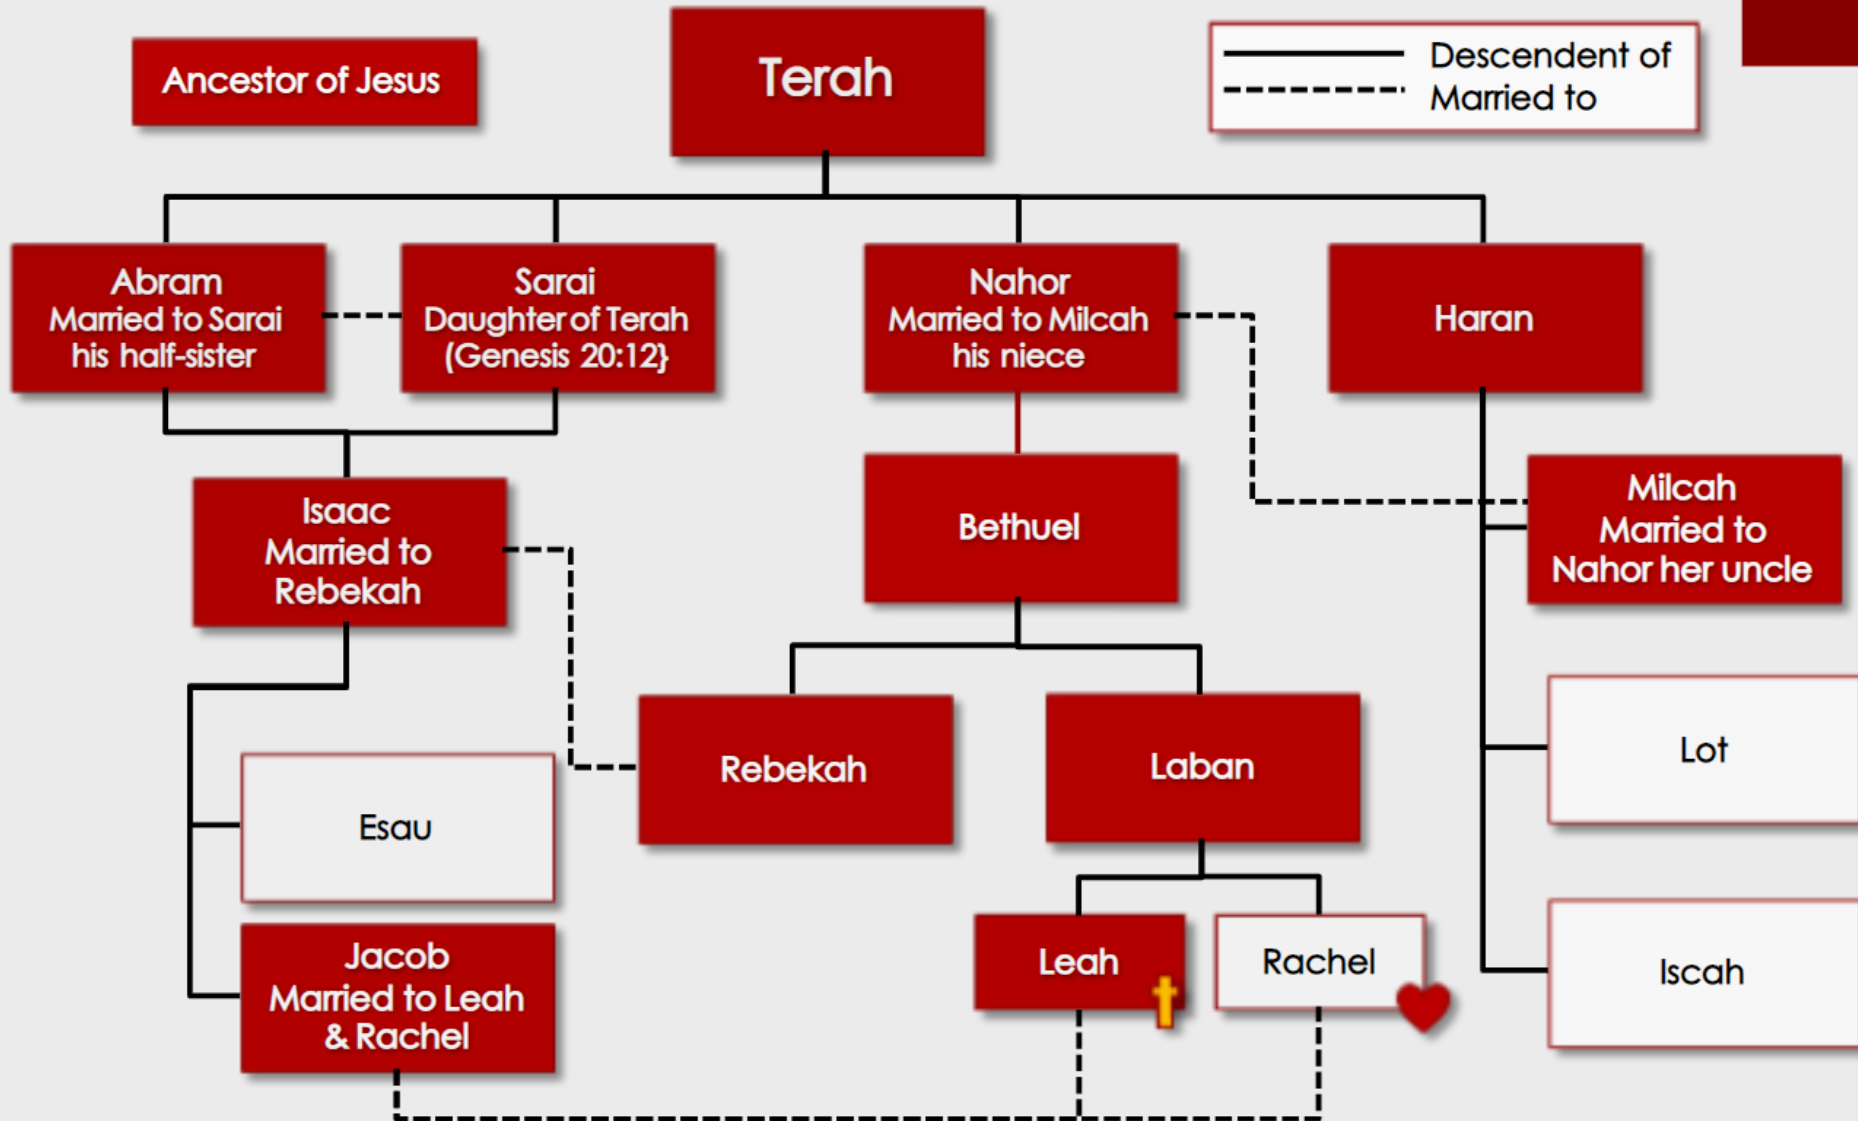 Ancestor of Jesus
Terah
Descendent of
Married to
Abram
Married to Sarai
his half-sister
Sarai
Daughter of Terah
(Genesis 20:12}
Nahor
Married to Milcah
his niece
Haran
Isaac
Married to
Rebekah
Bethuel
Milcah
Married to
Nahor her uncle
Rebekah
Laban
Lot
Esau
Jacob
Married to Leah
& Rachel
Leah
Rachel
Iscah